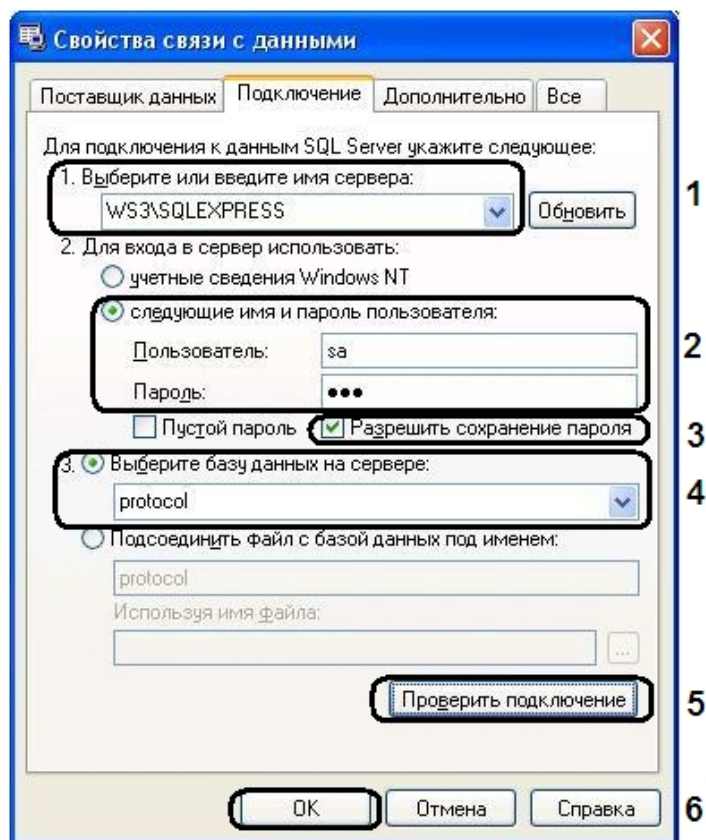 Свойства связи с данными
Поставщик данных Подключение Дополнительно Все
Для подключения к данным SQL Server укажите следующее:
1. Выберите или введите имя сервера:
1
WS3\SQLEXPRESS Обновить
2. Для входа в сервер использовать:
учетные сведения Windows NT
следующие имя и пароль пользователя:
Пользователь: sa
2
Пароль: •••
Пустой пароль Разрешить сохранение пароля
3
3. Выберите базу данных на сервере:
4
protocol
Подсоединить файл с базой данных под именем:
protocol
Используя имя файла:
...
Проверить подключение
5
OK Отмена Справка
6